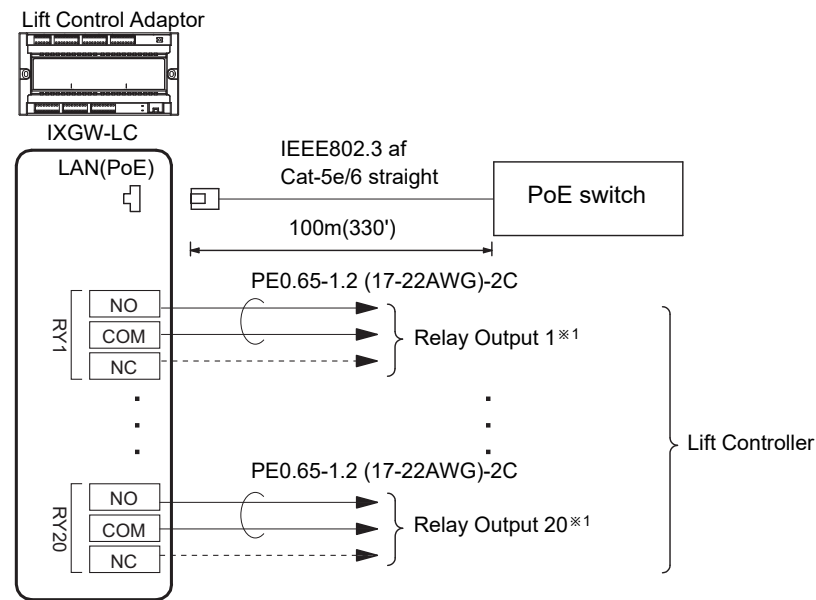 Lift Control Adaptor
IXGW-LC
LAN(PoE)
IEEE802.3 af
Cat-5e/6 straight
PoE switch
100m(330')
PE0.65-1.2 (17-22AWG)-2C
RY1
NO
COM
NC
Relay Output 1※1
Lift Controller
PE0.65-1.2 (17-22AWG)-2C
RY20
NO
COM
NC
Relay Output 20※1